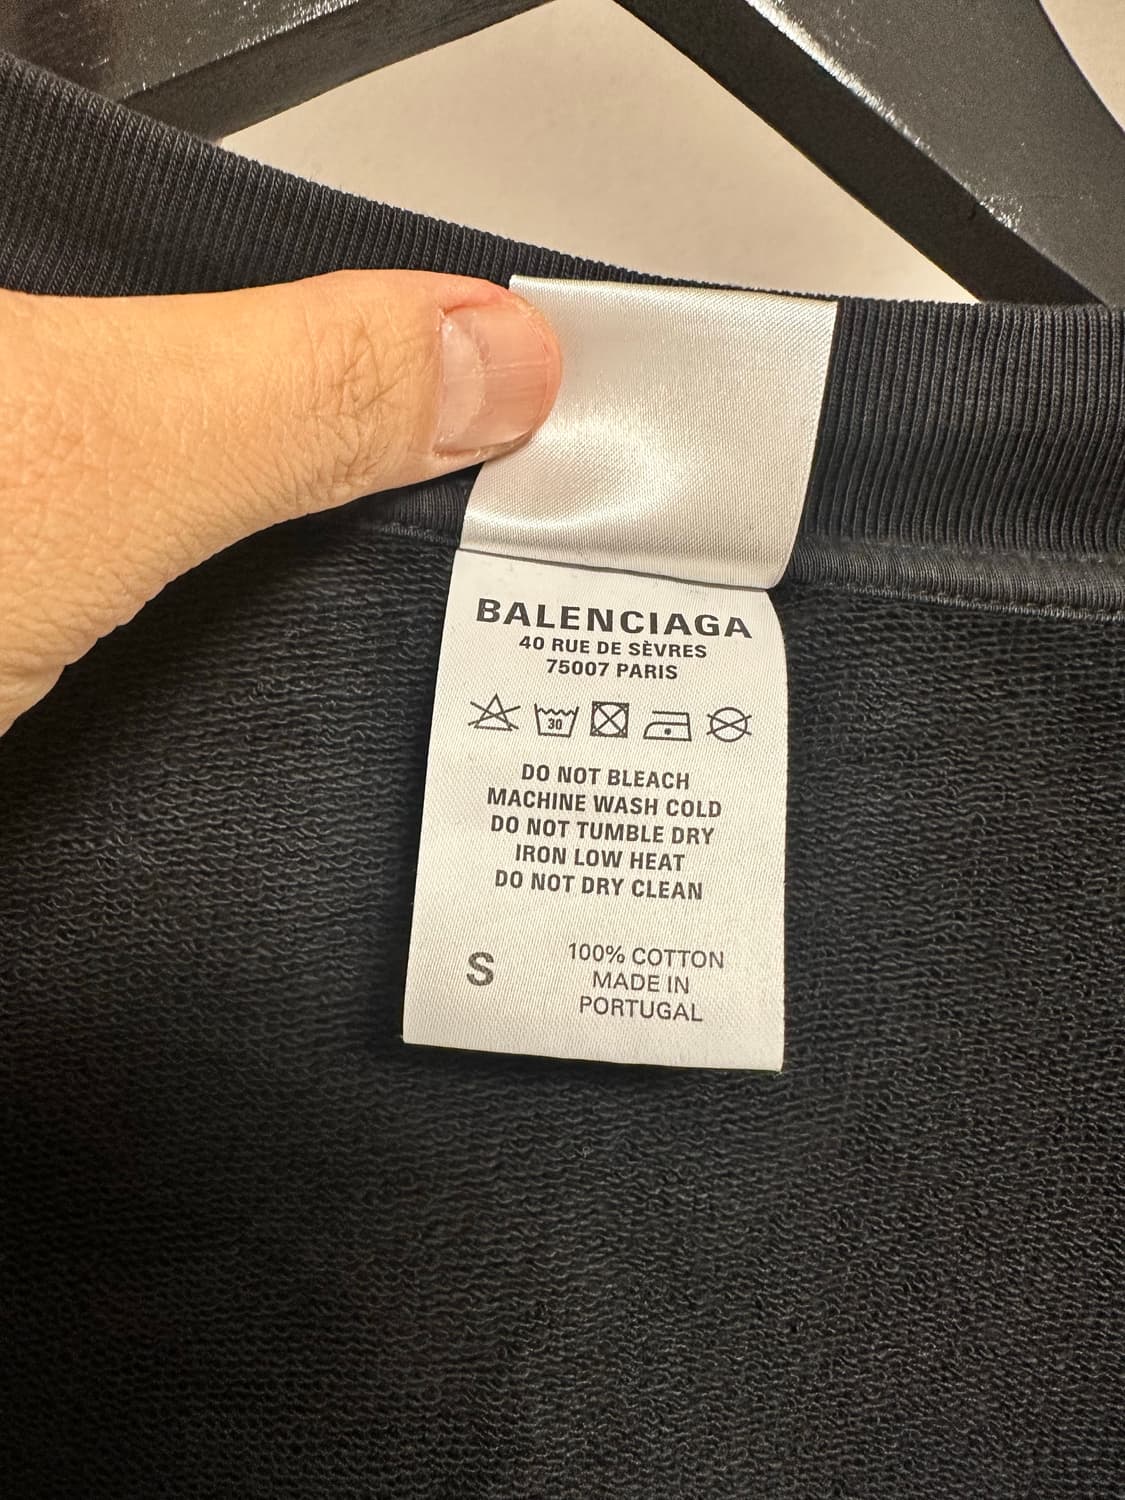 BALENCIAGA
40 RUE DE SÈVRES
75007 PARIS
30
DO NOT BLEACH
MACHINE WASH COLD
DO NOT TUMBLE DRY
IRON LOW HEAT
DO NOT DRY CLEAN
S
100% COTTON
MADE IN
PORTUGAL